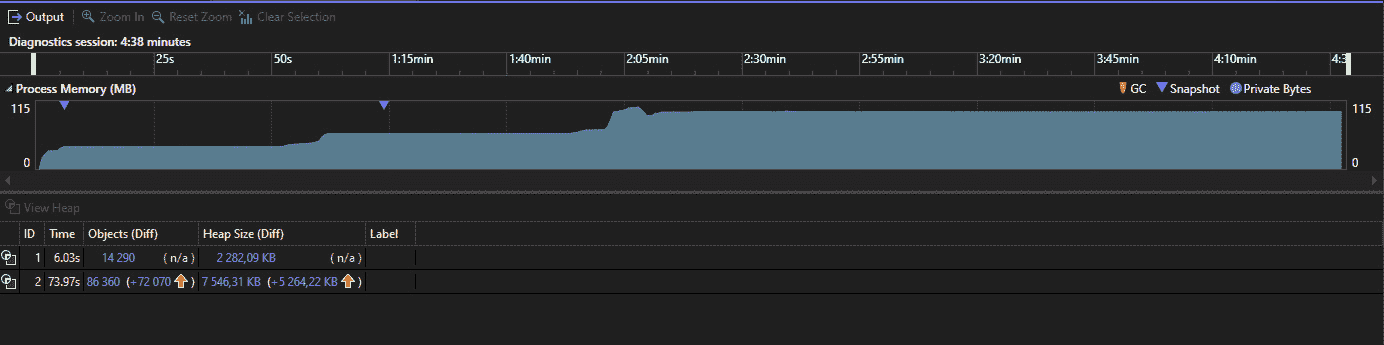 Output Zoom In Reset Zoom Clear Selection
Diagnostics session: 4:38 minutes
25s 50s 1:15min 1:40min 2:05min 2:30min 2:55min 3:20min 3:45min 4:10min 4:3
Process Memory (MB) GC Snapshot Private Bytes
115 115
0 0
View Heap
ID Time Objects (Diff) Heap Size (Diff) Label
1 6.03s 14 290 (n/a) 2 282,09 KB (n/a)
2 73.97s 86 360 (+72 070 ) 7 546,31 KB (+5 264,22 KB )